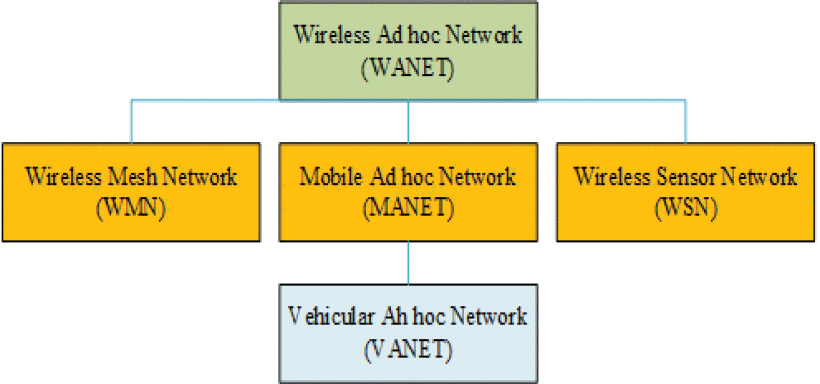 Wireless Ad hoc Network
(WANET)
Wireless Mesh Network
(WMN)
Mobile Ad hoc Network
(MANET)
Wireless Sensor Network
(WSN)
Vehicular Ah hoc Network
(VANET)